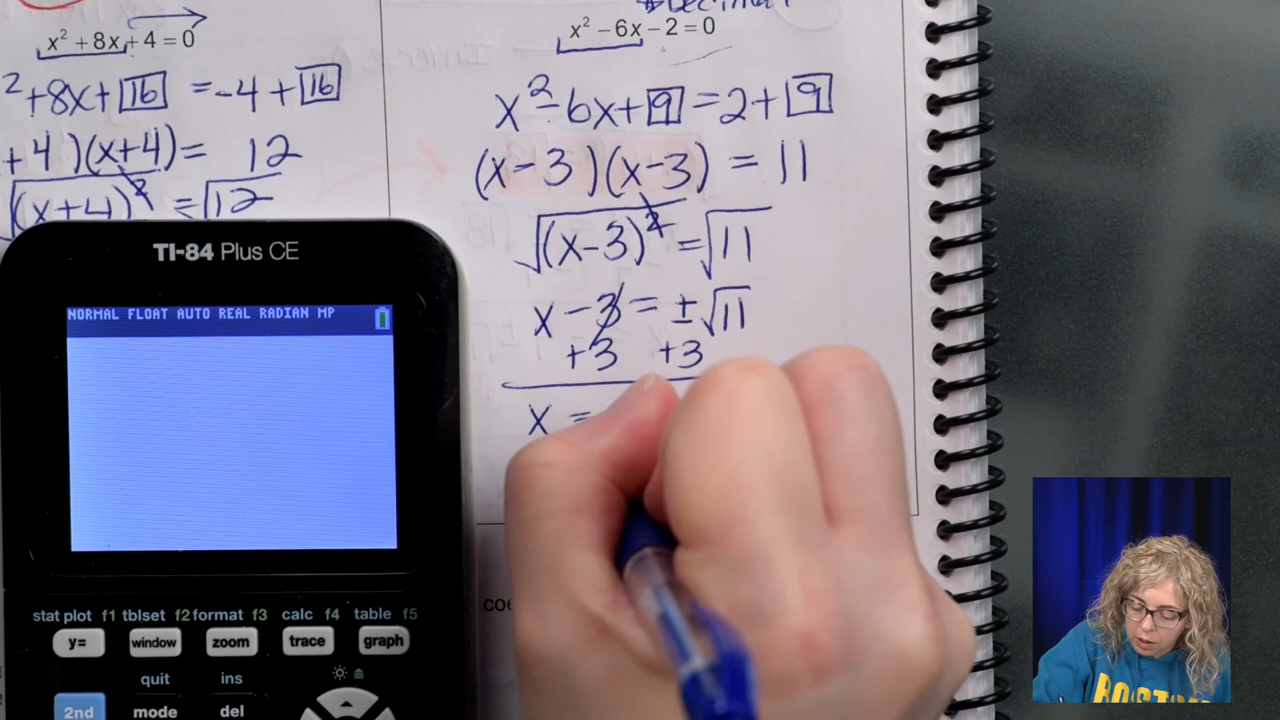 x² + 8x + 4 = 0
²+8x+16 = -4+16
+4)(x+4) = 12
√(x+4)² = √12
x² − 6x − 2 = 0
x² - 6x + 9 = 2 + 9
(x-3)(x-3) = 11
√(x-3)² = √11
x - 3 = ±√11
+3 +3
x =
TI-84 Plus CE
NORMAL FLOAT AUTO REAL RADIAN MP
stat plot f1 tblset f2 format f3 calc f4 table f5
y= window zoom trace graph
quit ins
2nd mode del
BOSTON